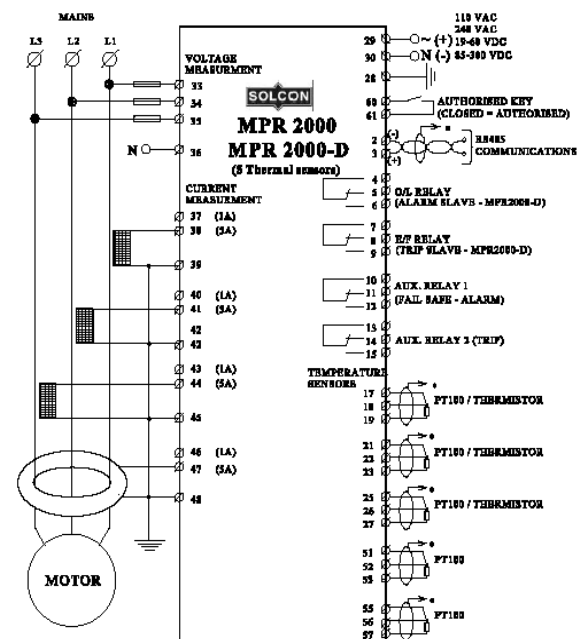 MAINS
L3 L2 L1
VOLTAGE
MEASURMENT
33
34
35
N 36
SOLCON
MPR 2000
MPR 2000-D
(5 Thermal sensors)
CURRENT
MEASURMENT
37 (1A)
38 (5A)
39
40 (1A)
41 (5A)
42
42
43 (1A)
44 (5A)
45
46 (1A)
47 (5A)
48
MOTOR
110 VAC
240 VAC
29 ~ (+) 19-60 VDC
30 N (-) 85-300 VDC
28
60 AUTHORISED KEY
61 (CLOSED = AUTHORISED)
2 (-) RS485
3 (+) COMMUNICATIONS
4
5 O/L RELAY
6 (ALARM SLAVE - MPR2000-D)
7
8 E/F RELAY
9 (TRIP SLAVE - MPR2000-D)
10 AUX. RELAY 1
11 (FAIL SAFE - ALARM)
12
13
14 AUX. RELAY 2 (TRIP)
15
TEMPERATURE
SENSORS
17
18 PT100 / THERMISTOR
19
21
22 PT100 / THERMISTOR
23
25
26 PT100 / THERMISTOR
27
51
52 PT100
53
55
56 PT100
57